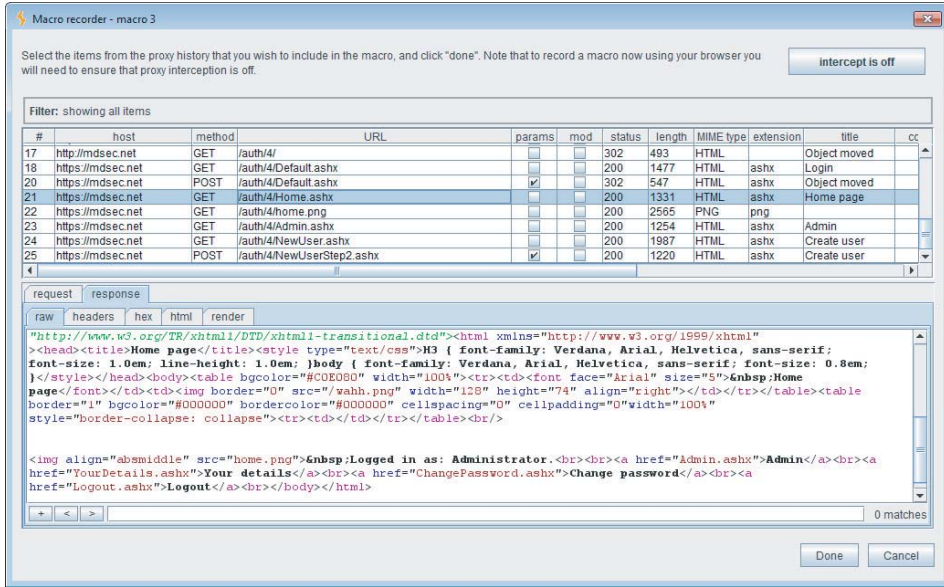 Macro recorder - macro 3
Select the items from the proxy history that you wish to include in the macro, and click "done". Note that to record a macro now using your browser you
will need to ensure that proxy interception is off.
intercept is off
Filter: showing all items
# host method URL params mod status length MIME type extension title cc
17 http://mdsec.net GET /auth/4/ 302 493 HTML Object moved
18 https://mdsec.net GET /auth/4/Default.ashx 200 1477 HTML ashx Login
20 https://mdsec.net POST /auth/4/Default.ashx 302 547 HTML ashx Object moved
21 https://mdsec.net GET /auth/4/Home.ashx 200 1331 HTML ashx Home page
22 https://mdsec.net GET /auth/4/home.png 200 2565 PNG png
23 https://mdsec.net GET /auth/4/Admin.ashx 200 1254 HTML ashx Admin
24 https://mdsec.net GET /auth/4/NewUser.ashx 200 1987 HTML ashx Create user
25 https://mdsec.net POST /auth/4/NewUserStep2.ashx 200 1220 HTML ashx Create user
request response
raw headers hex html render
"http://www.w3.org/TR/xhtml1/DTD/xhtml1-transitional.dtd"><html xmlns="http://www.w3.org/1999/xhtml"
><head><title>Home page</title><style type="text/css">H3 { font-family: Verdana, Arial, Helvetica, sans-serif;
font-size: 1.0em; line-height: 1.0em; }body { font-family: Verdana, Arial, Helvetica, sans-serif; font-size: 0.8em;
}</style></head><body><table bgcolor="#C0E080" width="100%"><tr><td><font face="Arial" size="5">&nbsp;Home
page</font></td><td><img border="0" src="/wahh.png" width="128" height="74" align="right"></td></tr></table><table
border="1" bgcolor="#000000" bordercolor="#000000" cellspacing="0" cellpadding="0"width="100%"
style="border-collapse: collapse"><tr><td></td></tr></table><br/>
<img align="absmiddle" src="home.png">&nbsp;Logged in as: Administrator.<br><br><a href="Admin.ashx">Admin</a><br><a
href="YourDetails.ashx">Your details</a><br><a href="ChangePassword.ashx">Change password</a><br><a
href="Logout.ashx">Logout</a><br></body></html>
+ < > 0 matches
Done Cancel